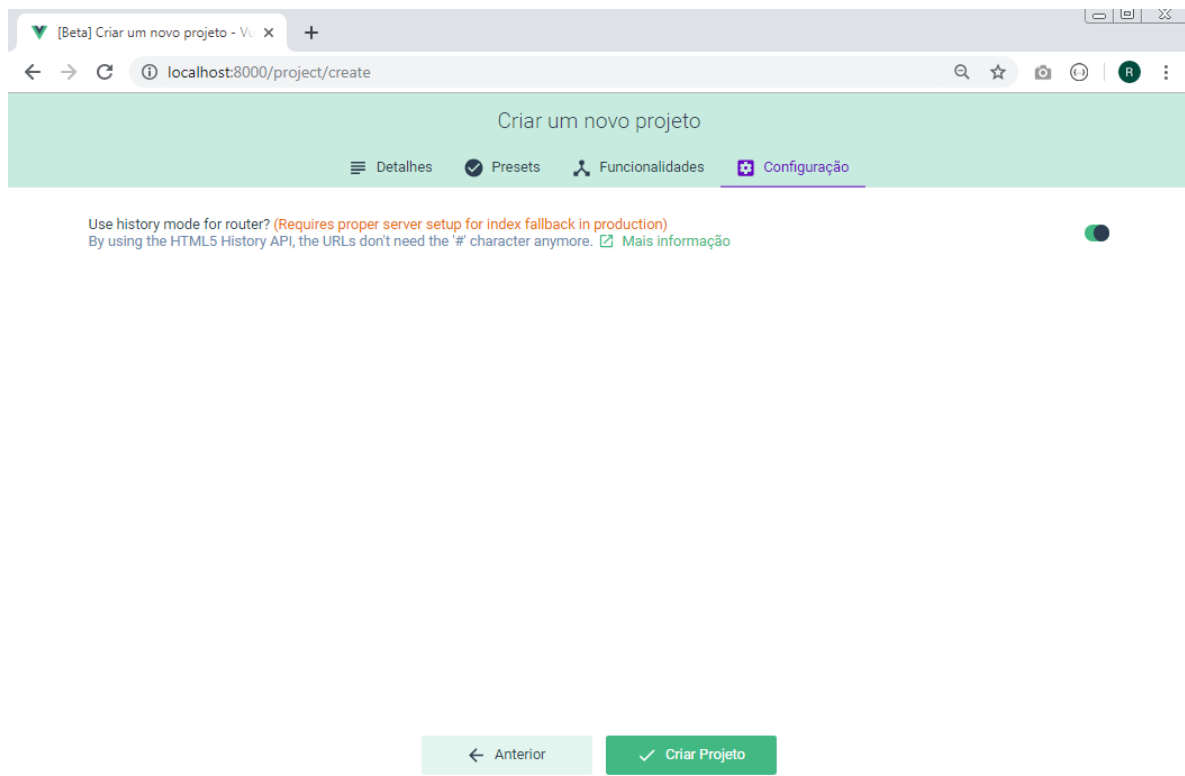 [Beta] Criar um novo projeto - Vu
localhost:8000/project/create
R
Criar um novo projeto
Detalhes Presets Funcionalidades Configuração
Use history mode for router? (Requires proper server setup for index fallback in production)
By using the HTML5 History API, the URLs don't need the '#' character anymore. Mais informação
Anterior Criar Projeto